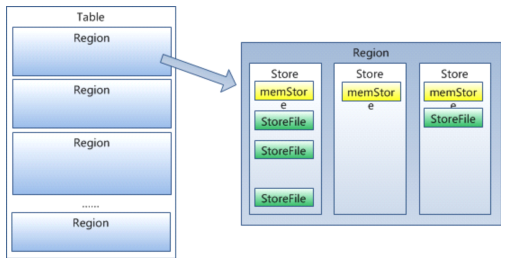 Table
Region
Region
Region
......
Region
Region
Store
memStor
e
StoreFile
StoreFile
StoreFile
Store
memStor
e
Store
memStor
e
StoreFile